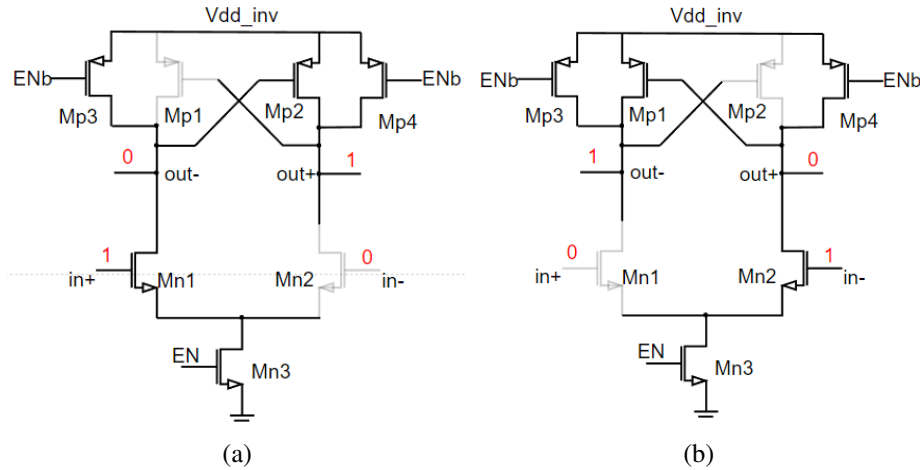 Vdd_inv
ENb
Mp3
Mp1
Mp2
Mp4
ENb
0
out-
out+
1
1
in+
Mn1
Mn2
0
in-
EN
Mn3
(a)
Vdd_inv
ENb
Mp3
Mp1
Mp2
Mp4
ENb
1
out-
out+
0
0
in+
Mn1
Mn2
1
in-
EN
Mn3
(b)